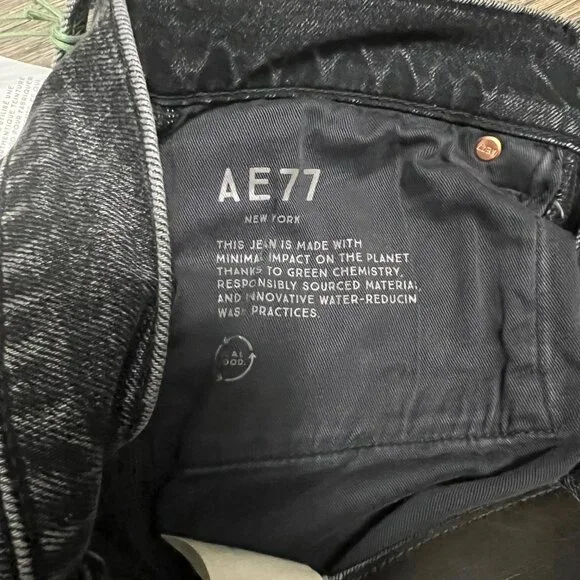 AE77
NEW YORK
THIS JEAN IS MADE WITH
MINIMAL IMPACT ON THE PLANET
THANKS TO GREEN CHEMISTRY,
RESPONSIBLY SOURCED MATERIAL
AND INNOVATIVE WATER-REDUCIN
WASH PRACTICES.